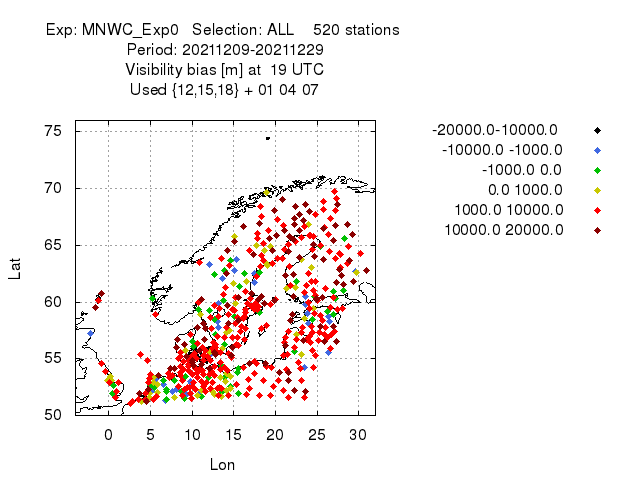 Exp: MNWC_Exp0 Selection: ALL 520 stations
Period: 20211209-20211229
Visibility bias [m] at 19 UTC
Used {12,15,18} + 01 04 07
-20000.0-10000.0
-10000.0 -1000.0
-1000.0 0.0
0.0 1000.0
1000.0 10000.0
10000.0 20000.0
75
70
65
60
55
50
Lat
0 5 10 15 20 25 30
Lon